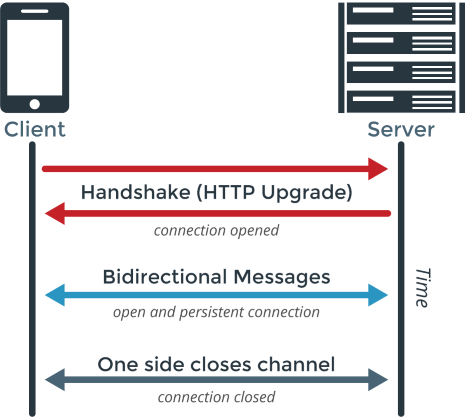 Client
Server
Handshake (HTTP Upgrade)
connection opened
Bidirectional Messages
open and persistent connection
Time
One side closes channel
connection closed